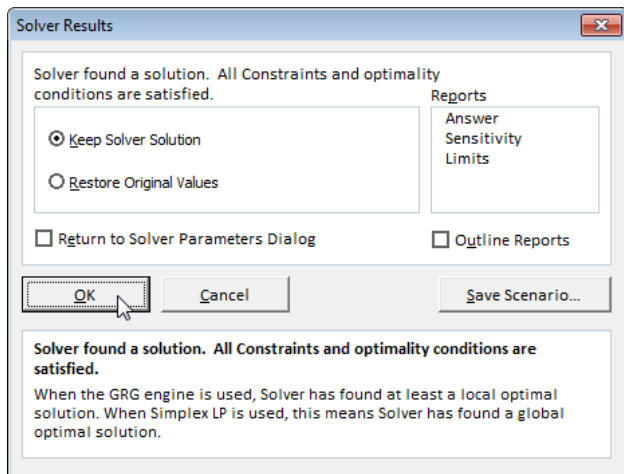 Solver Results
Solver found a solution. All Constraints and optimality
conditions are satisfied.
Reports
Keep Solver Solution
Restore Original Values
Answer
Sensitivity
Limits
Return to Solver Parameters Dialog
Outline Reports
OK
Cancel
Save Scenario...
Solver found a solution. All Constraints and optimality conditions are
satisfied.
When the GRG engine is used, Solver has found at least a local optimal
solution. When Simplex LP is used, this means Solver has found a global
optimal solution.